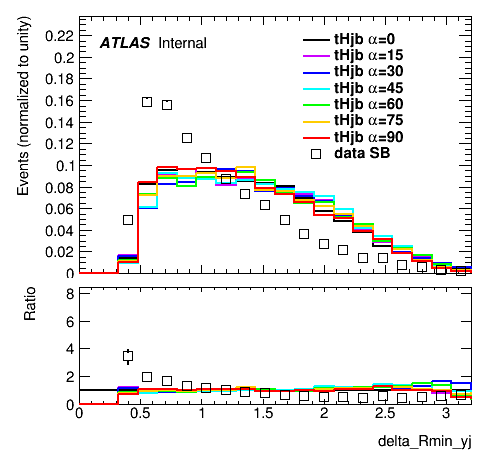 ATLAS Internal
Events (normalized to unity)
0.22
0.2
0.18
0.16
0.14
0.12
0.1
0.08
0.06
0.04
0.02
0
tHjb α=0
tHjb α=15
tHjb α=30
tHjb α=45
tHjb α=60
tHjb α=75
tHjb α=90
data SB
Ratio
8
6
4
2
0
0 0.5 1 1.5 2 2.5 3
delta_Rmin_yj